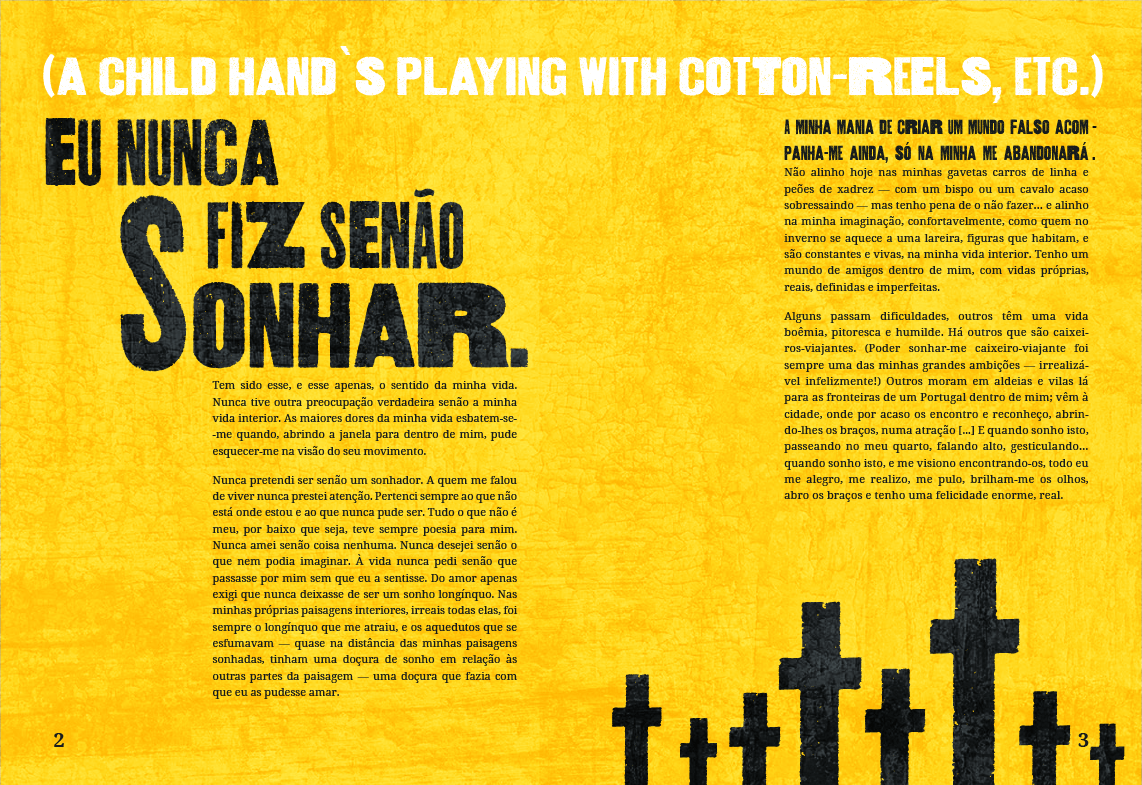 (A CHILD HAND`S PLAYING WITH COTTON-REELS, ETC.)
EU NUNCA
FIZ SENÃO
SONHAR.
Tem sido esse, e esse apenas, o sentido da minha vida.
Nunca tive outra preocupação verdadeira senão a minha
vida interior. As maiores dores da minha vida esbatem-se-
-me quando, abrindo a janela para dentro de mim, pude
esquecer-me na visão do seu movimento.
Nunca pretendi ser senão um sonhador. A quem me falou
de viver nunca prestei atenção. Pertenci sempre ao que não
está onde estou e ao que nunca pude ser. Tudo o que não é
meu, por baixo que seja, teve sempre poesia para mim.
Nunca amei senão coisa nenhuma. Nunca desejei senão o
que nem podia imaginar. À vida nunca pedi senão que
passasse por mim sem que eu a sentisse. Do amor apenas
exigi que nunca deixasse de ser um sonho longínquo. Nas
minhas próprias paisagens interiores, irreais todas elas, foi
sempre o longínquo que me atraiu, e os aquedutos que se
esfumavam — quase na distância das minhas paisagens
sonhadas, tinham uma doçura de sonho em relação às
outras partes da paisagem — uma doçura que fazia com
que eu as pudesse amar.
2
A MINHA MANIA DE CRIAR UM MUNDO FALSO ACOM-
PANHA-ME AINDA, SÓ NA MINHA ME ABANDONARÁ.
Não alinho hoje nas minhas gavetas carros de linha e
peões de xadrez — com um bispo ou um cavalo acaso
sobressaindo — mas tenho pena de o não fazer... e alinho
na minha imaginação, confortavelmente, como quem no
inverno se aquece a uma lareira, figuras que habitam, e
são constantes e vivas, na minha vida interior. Tenho um
mundo de amigos dentro de mim, com vidas próprias,
reais, definidas e imperfeitas.
Alguns passam dificuldades, outros têm uma vida
boêmia, pitoresca e humilde. Há outros que são caixei-
ros-viajantes. (Poder sonhar-me caixeiro-viajante foi
sempre uma das minhas grandes ambições — irrealizá-
vel infelizmente!) Outros moram em aldeias e vilas lá
para as fronteiras de um Portugal dentro de mim; vêm à
cidade, onde por acaso os encontro e reconheço, abrin-
do-lhes os braços, numa atração [...] E quando sonho isto,
passeando no meu quarto, falando alto, gesticulando...
quando sonho isto, e me visiono encontrando-os, todo eu
me alegro, me realizo, me pulo, brilham-me os olhos,
abro os braços e tenho uma felicidade enorme, real.
3